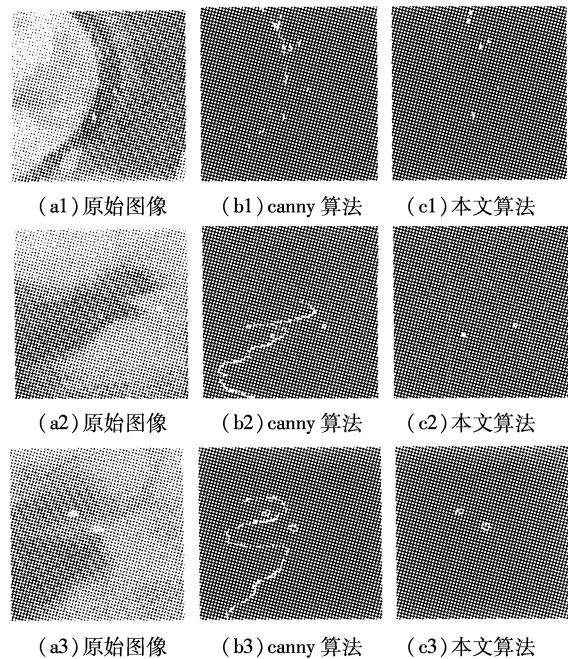 (a1)原始图像 (b1)canny 算法 (c1)本文算法
(a2)原始图像 (b2)canny 算法 (c2)本文算法
(a3)原始图像 (b3)canny 算法 (c3)本文算法